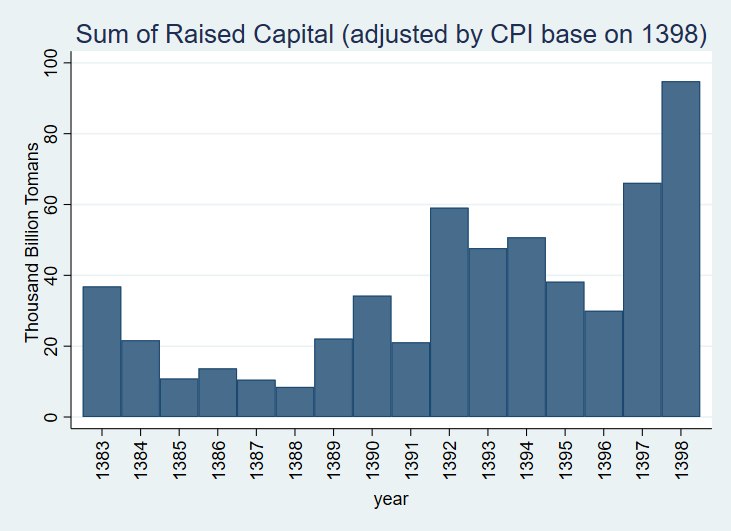 Sum of Raised Capital (adjusted by CPI base on 1398)
Thousand Billion Tomans
100
80
60
40
20
0
1383 1384 1385 1386 1387 1388 1389 1390 1391 1392 1393 1394 1395 1396 1397 1398
year